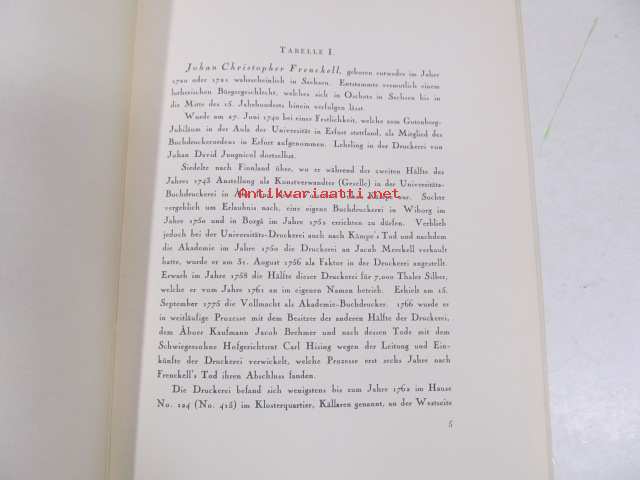 TABELLE I.
Johan Christopher Frenckell, geboren entweder im Jahre
1720 oder 1721 wahrscheinlich in Sachsen. Entstammte vermutlich einem
lutherischen Bürgergeschlecht, welches sich in Oschatz in Sachsen bis in
die Mitte des 15. Jahrhunderts hinein verfolgen lässt.
Wurde am 27. Juni 1740 bei einer Festlichkeit, welche zum Gutenberg-
Jubiläum in der Aula der Universität in Erfurt stattfand, als Mitglied des
Buchdruckerordens in Erfurt aufgenommen. Lehrling in der Druckerei von
Johan David Jungnicol dortselbst.
Siedelte nach Finnland über, wo er während der zweiten Hälfte des
Jahres 1743 Anstellung als Kunstverwandter (Geselle) in der Universitäts-
Buchdruckerei in Kämpe war. Suchte
Antikvariaatti.net
vergeblich um Erlaubnis nach, eine eigene Buchdruckerei in Wiborg im
Jahre 1750 und in Borgå im Jahre 1752 errichten zu dürfen. Verblieb
jedoch bei der Universitäts-Druckerei auch nach Kämpe's Tod und nachdem
die Akademie im Jahre 1750 die Druckerei an Jacob Merckell verkauft
hatte, wurde er am 31. August 1756 als Faktor in der Druckerei angestellt.
Erwarb im Jahre 1758 die Hälfte dieser Druckerei für 7,000 Thaler Silber,
welche er vom Jahre 1761 an im eigenen Namen betrieb. Erhielt am 15.
September 1775 die Vollmacht als Akademie-Buchdrucker. 1766 wurde er
in weitläufige Prozesse mit dem Besitzer der anderen Hälfte der Druckerei,
dem Åboer Kaufmann Jacob Bremer und nach dessen Tode mit dem
Schwiegersohne Hofgerichtsrat Carl Hising wegen der Leitung und Ein-
künfte der Druckerei verwickelt, welche Prozesse erst sechs Jahre nach
Frenckell's Tod ihren Abschluss fanden.
Die Druckerei befand sich wenigstens bis zum Jahre 1762 im Hause
No. 124 (No. 415) im Klosterquartier, Källaren genannt, an der Westseite
5